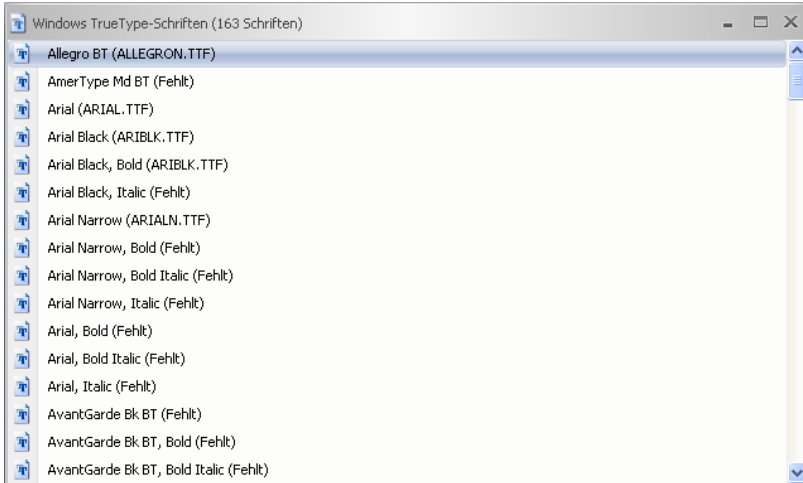 Windows TrueType-Schriften (163 Schriften)
Allegro BT (ALLEGRON.TTF)
AmerType Md BT (Fehlt)
Arial (ARIAL.TTF)
Arial Black (ARIBLK.TTF)
Arial Black, Bold (ARIBLK.TTF)
Arial Black, Italic (Fehlt)
Arial Narrow (ARIALN.TTF)
Arial Narrow, Bold (Fehlt)
Arial Narrow, Bold Italic (Fehlt)
Arial Narrow, Italic (Fehlt)
Arial, Bold (Fehlt)
Arial, Bold Italic (Fehlt)
Arial, Italic (Fehlt)
AvantGarde Bk BT (Fehlt)
AvantGarde Bk BT, Bold (Fehlt)
AvantGarde Bk BT, Bold Italic (Fehlt)